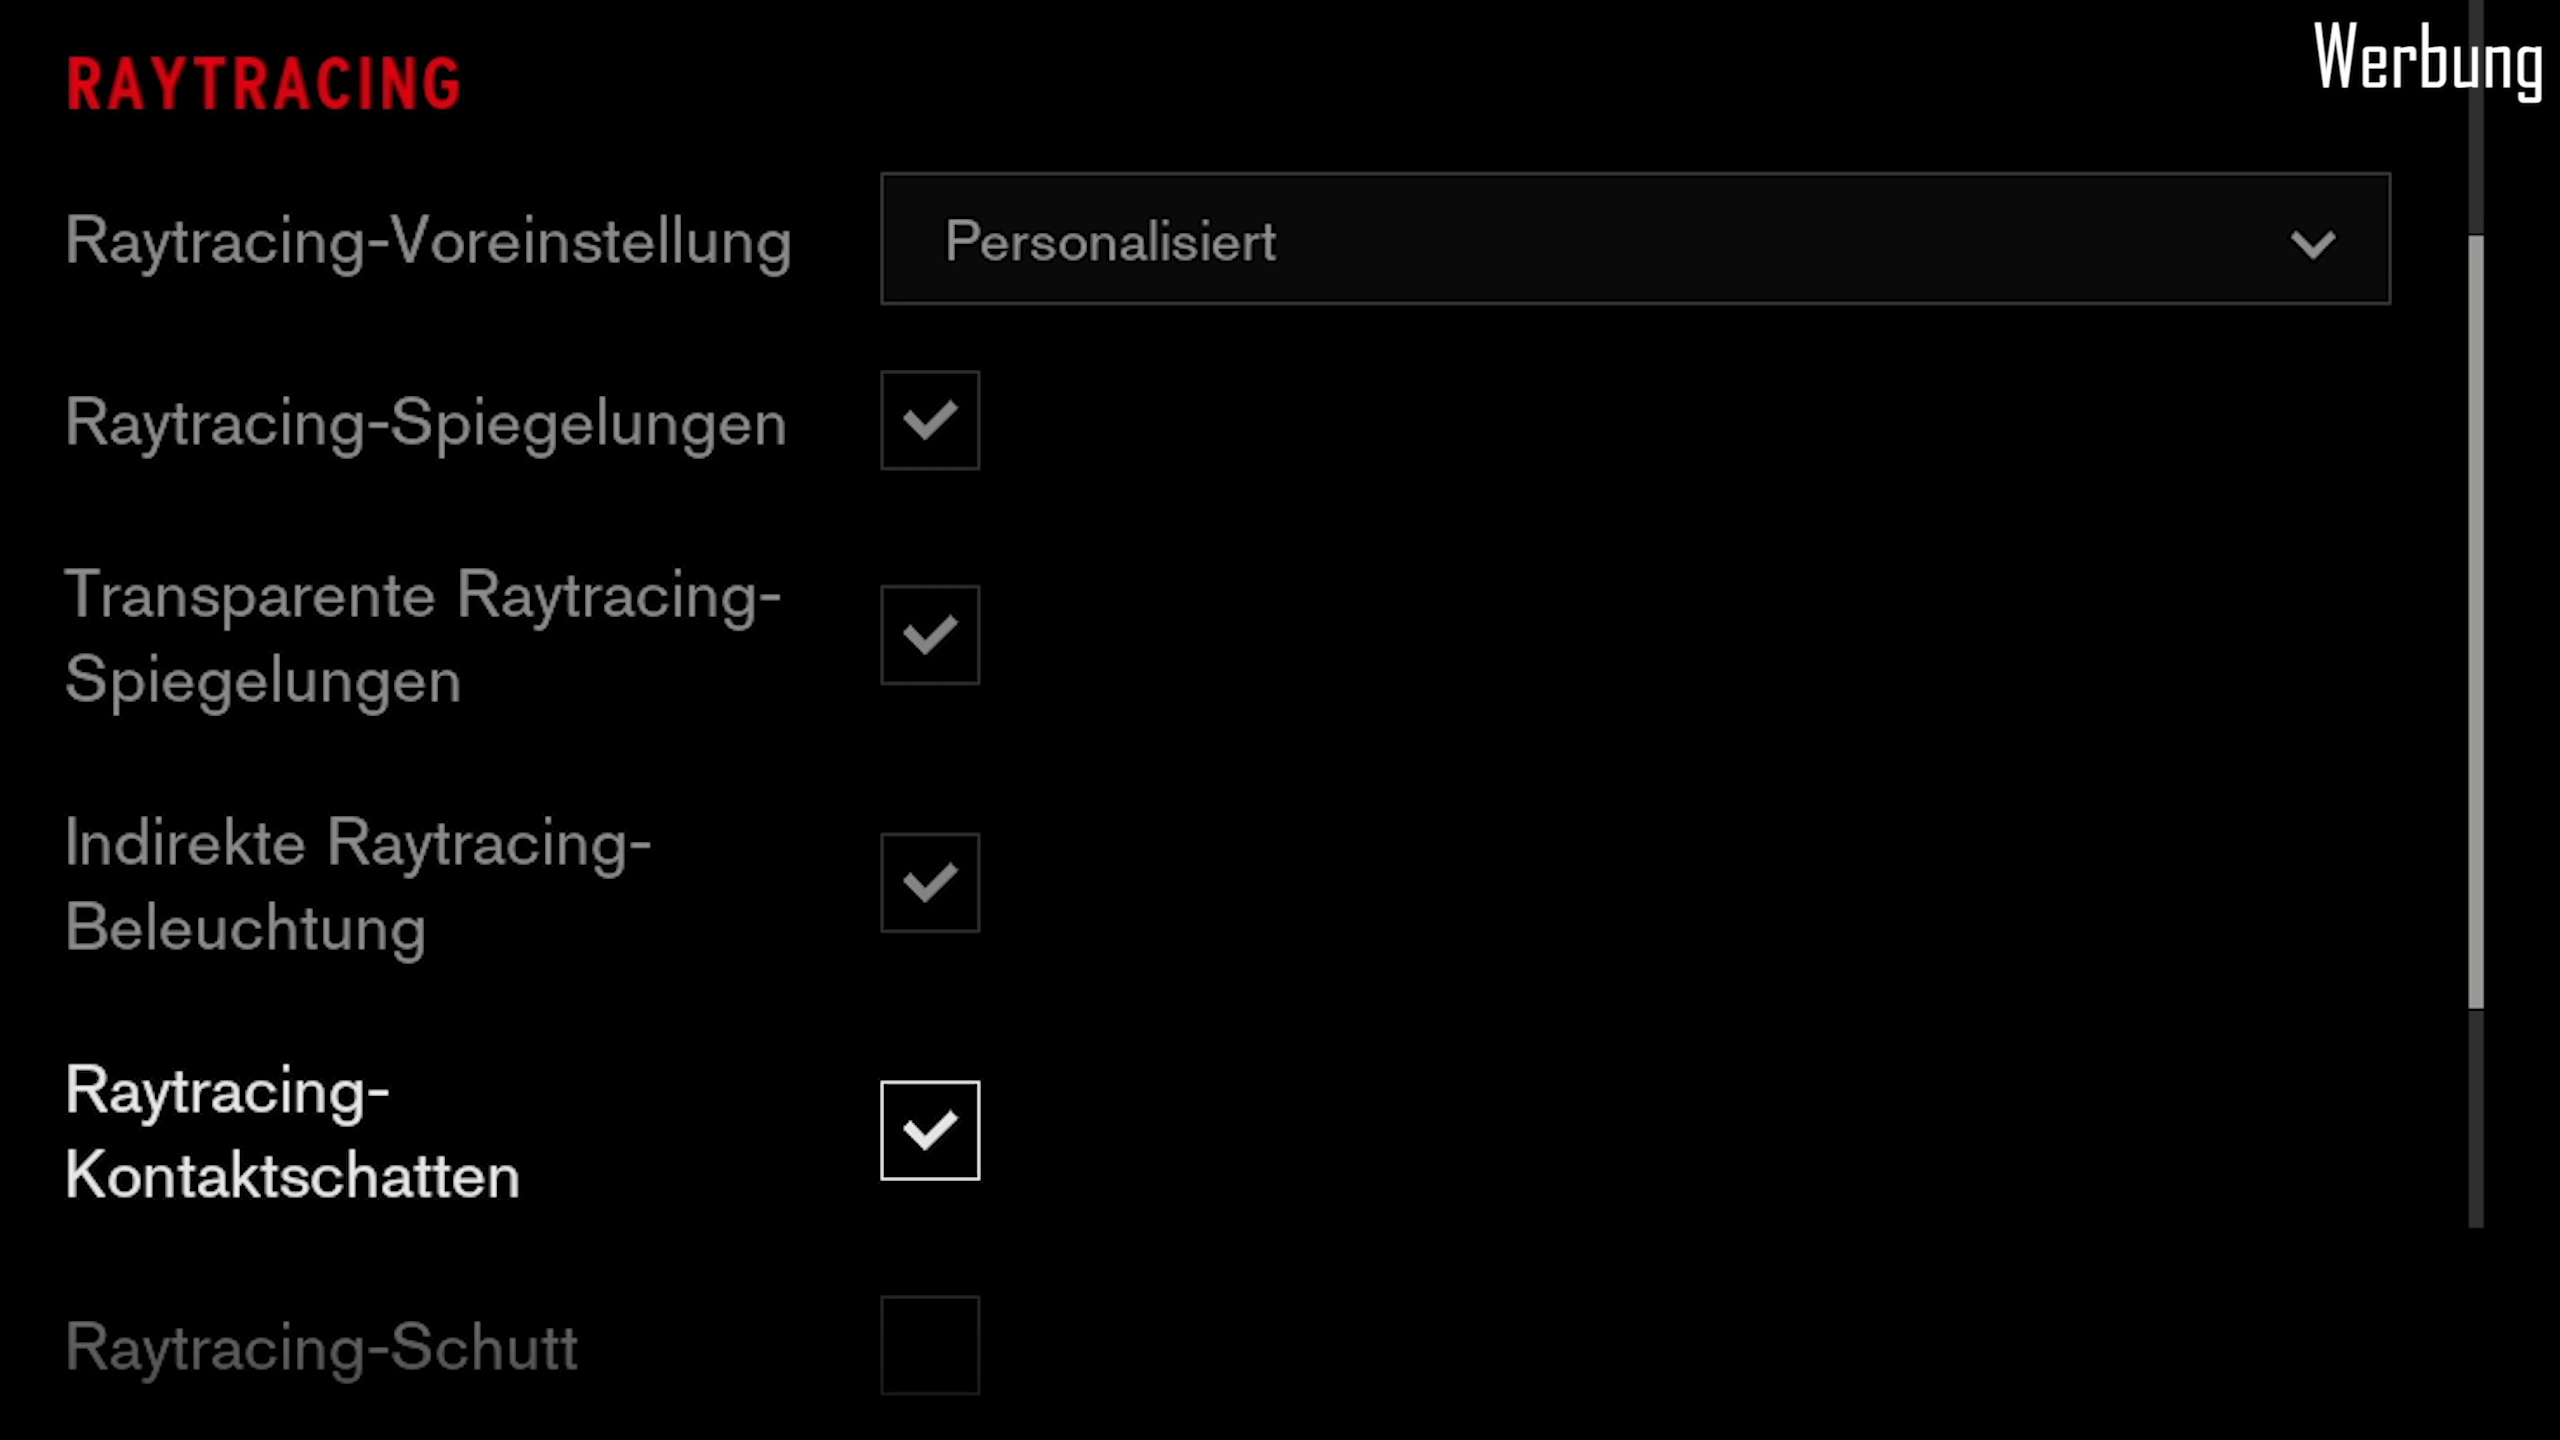 Werbung
RAYTRACING
Raytracing-Voreinstellung
Personalisiert
Raytracing-Spiegelungen
Transparente Raytracing-
Spiegelungen
Indirekte Raytracing-
Beleuchtung
Raytracing-
Kontaktschatten
Raytracing-Schutt